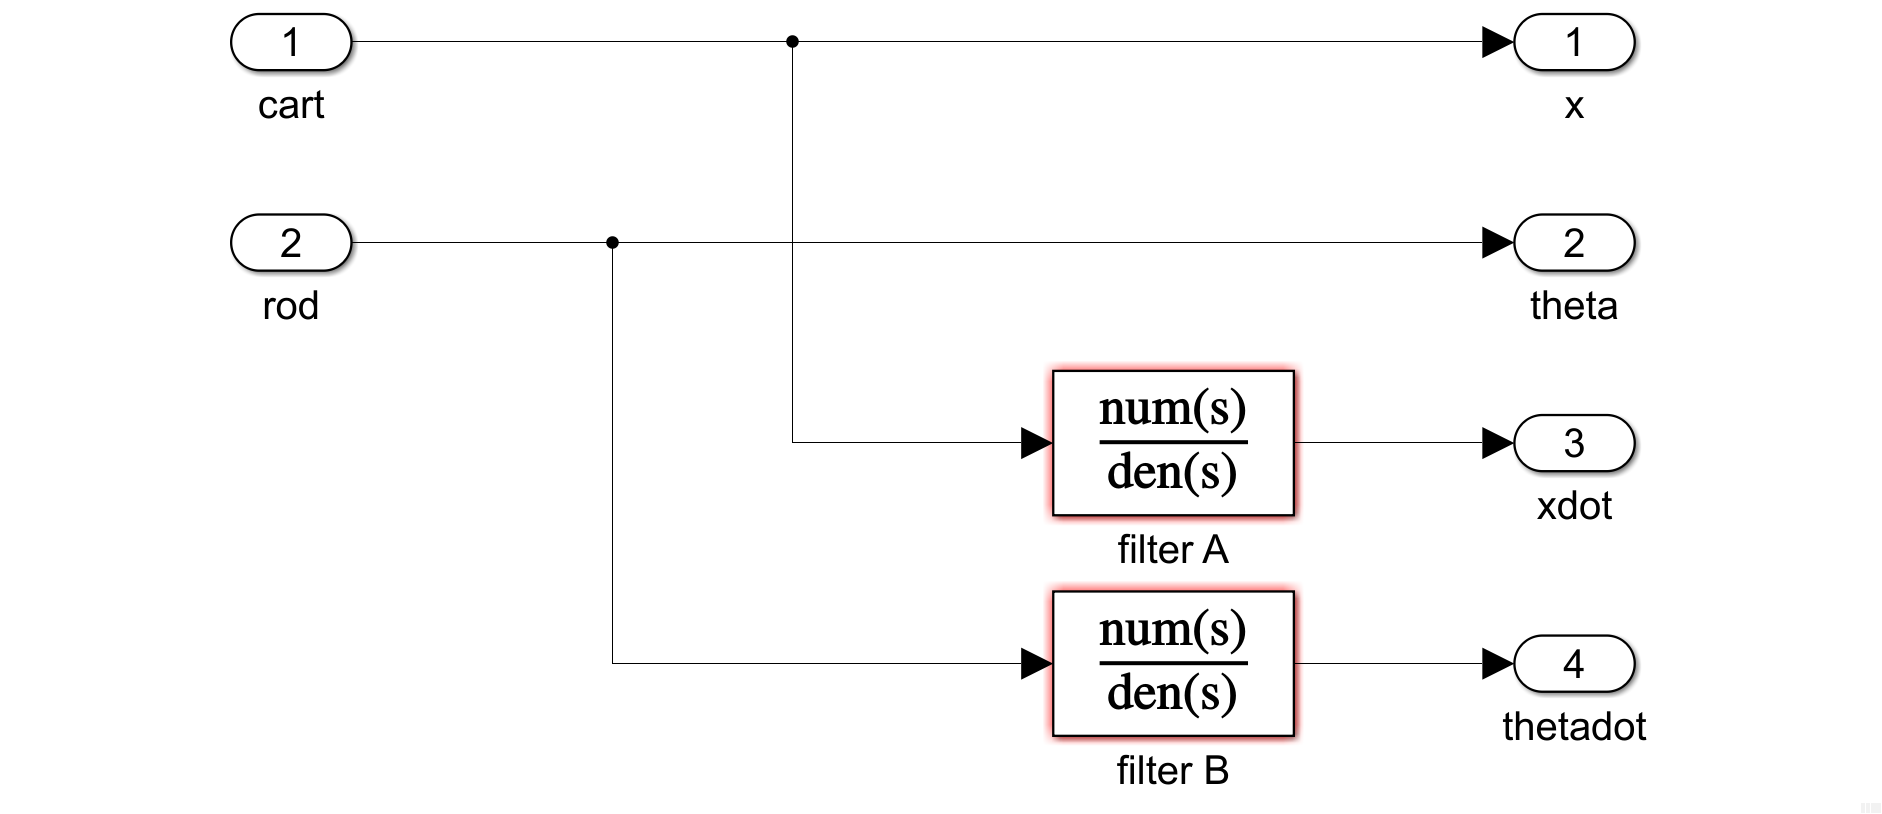 1
cart
1
x
2
rod
2
theta
num(s)
den(s)
filter A
3
xdot
num(s)
den(s)
filter B
4
thetadot